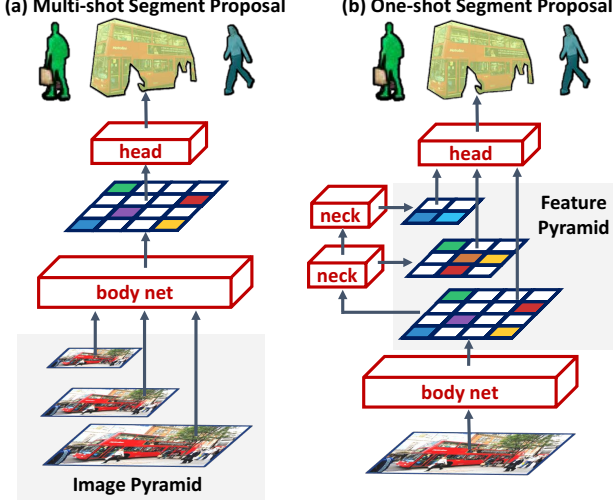 (a) Multi-shot Segment Proposal
head
body net
Image Pyramid
(b) One-shot Segment Proposal
head
neck
neck
Feature
Pyramid
body net